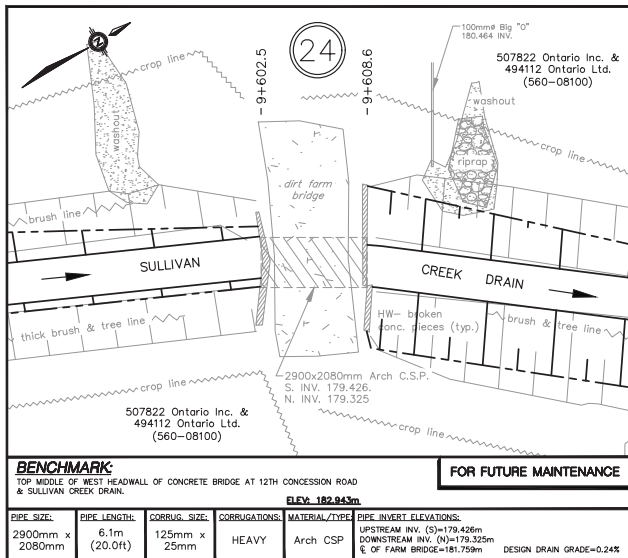 N
crop line
9+602.5
24
9+608.6
100mmø Big "O"
180.464 INV.
507822 Ontario Inc. &
494112 Ontario Ltd.
(560-08100)
washout
washout
riprap
crop line
dirt farm
bridge
brush line
SULLIVAN
CREEK DRAIN
HW- broken
conc. pieces (typ.)
brush & tree line
thick brush & tree line
2900x2080mm Arch C.S.P.
S. INV. 179.426.
N. INV. 179.325
crop line
507822 Ontario Inc. &
494112 Ontario Ltd.
(560-08100)
crop line
BENCHMARK:
TOP MIDDLE OF WEST HEADWALL OF CONCRETE BRIDGE AT 12TH CONCESSION ROAD
& SULLIVAN CREEK DRAIN.
ELEV: 182.943m
FOR FUTURE MAINTENANCE
PIPE SIZE:
2900mm x
2080mm
PIPE LENGTH:
6.1m
(20.0ft)
CORRUG. SIZE:
125mm x
25mm
CORRUGATIONS:
HEAVY
MATERIAL/TYPE:
Arch CSP
PIPE INVERT ELEVATIONS:
UPSTREAM INV. (S)=179.426m
DOWNSTREAM INV. (N)=179.325m
℄ OF FARM BRIDGE=181.759m
DESIGN DRAIN GRADE=0.24%